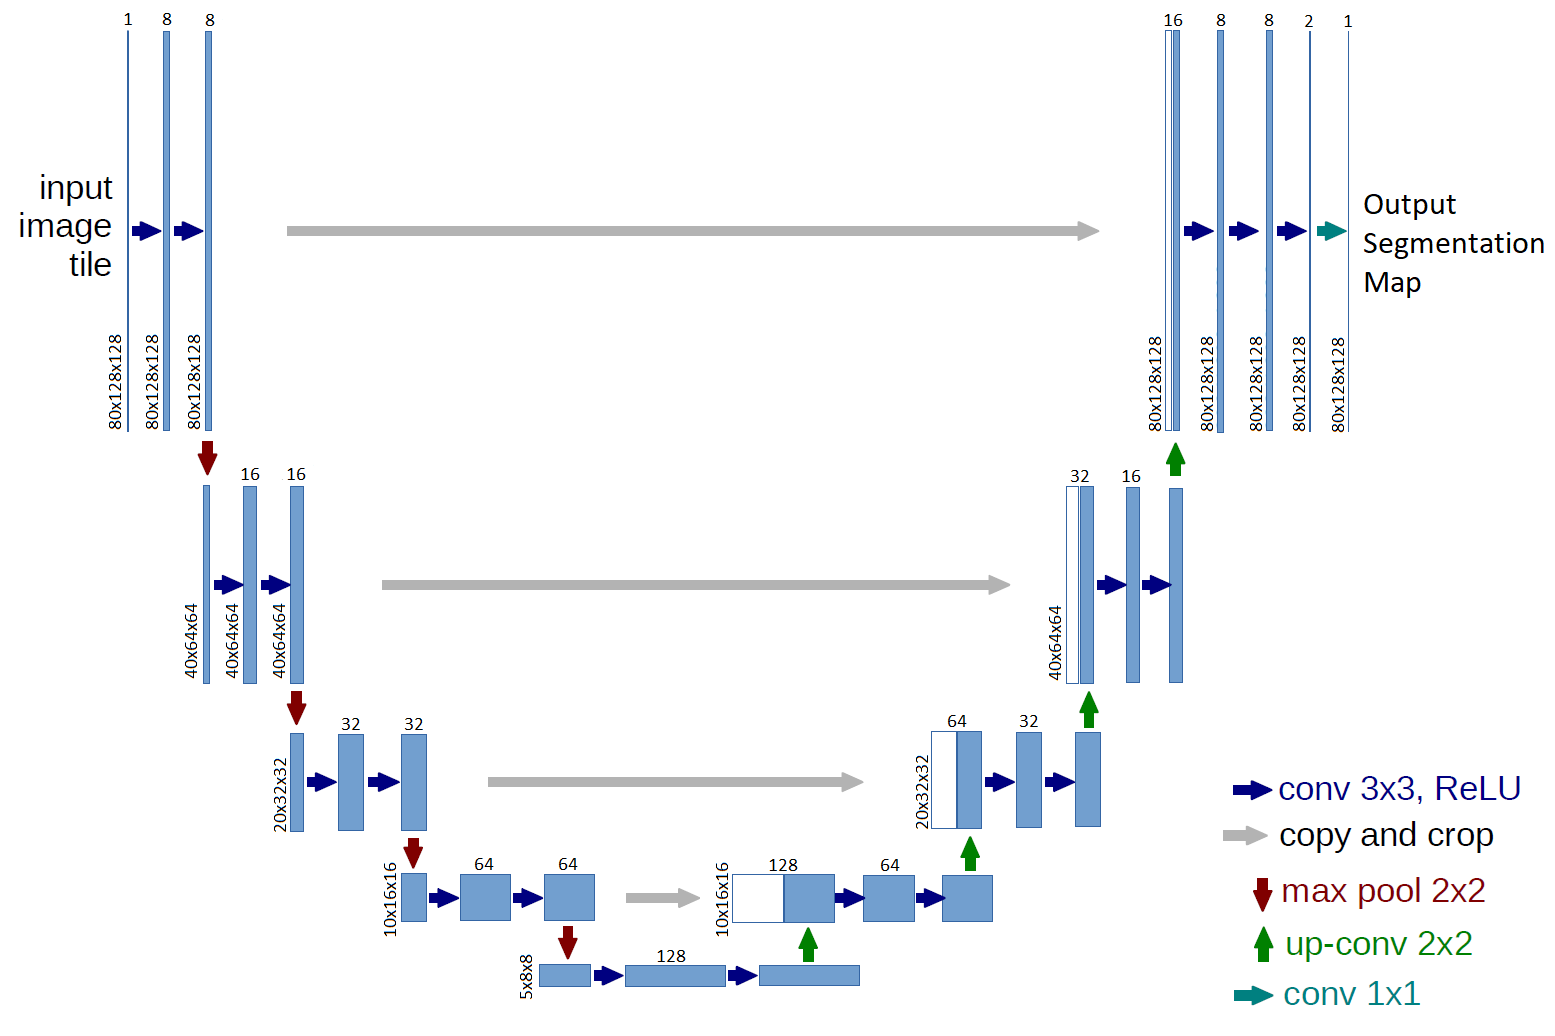 1 8 8
16 8 8 2 1
input
image
tile
Output
Segmentation
Map
80x128x128 80x128x128 80x128x128
80x128x128 80x128x128 80x128x128 80x128x128 80x128x128
16 16
32 16
40x64x64 40x64x64 40x64x64
40x64x64
32 32
64 32
20x32x32
20x32x32
64 64
128 64
10x16x16
10x16x16
128
5x8x8
conv 3x3, ReLU
copy and crop
max pool 2x2
up-conv 2x2
conv 1x1